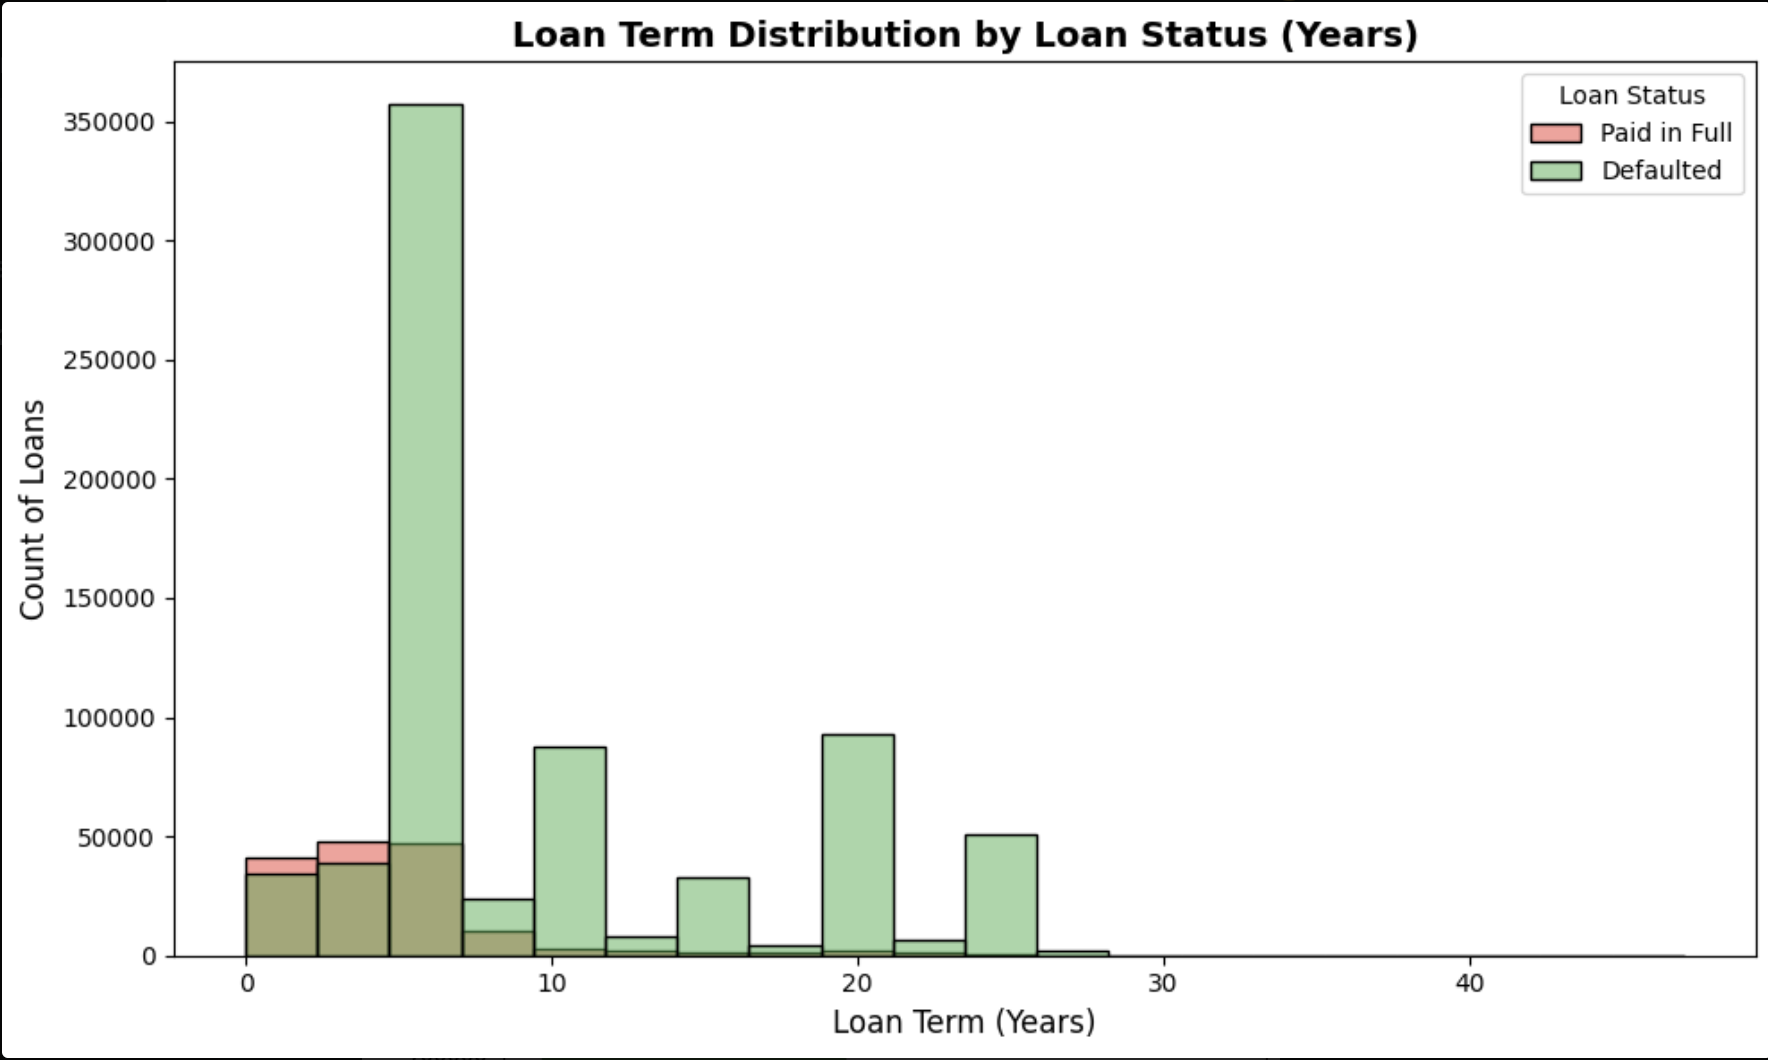 Loan Term Distribution by Loan Status (Years)
Loan Status
Paid in Full
Defaulted
Count of Loans
350000
300000
250000
200000
150000
100000
50000
0
0 10 20 30 40
Loan Term (Years)